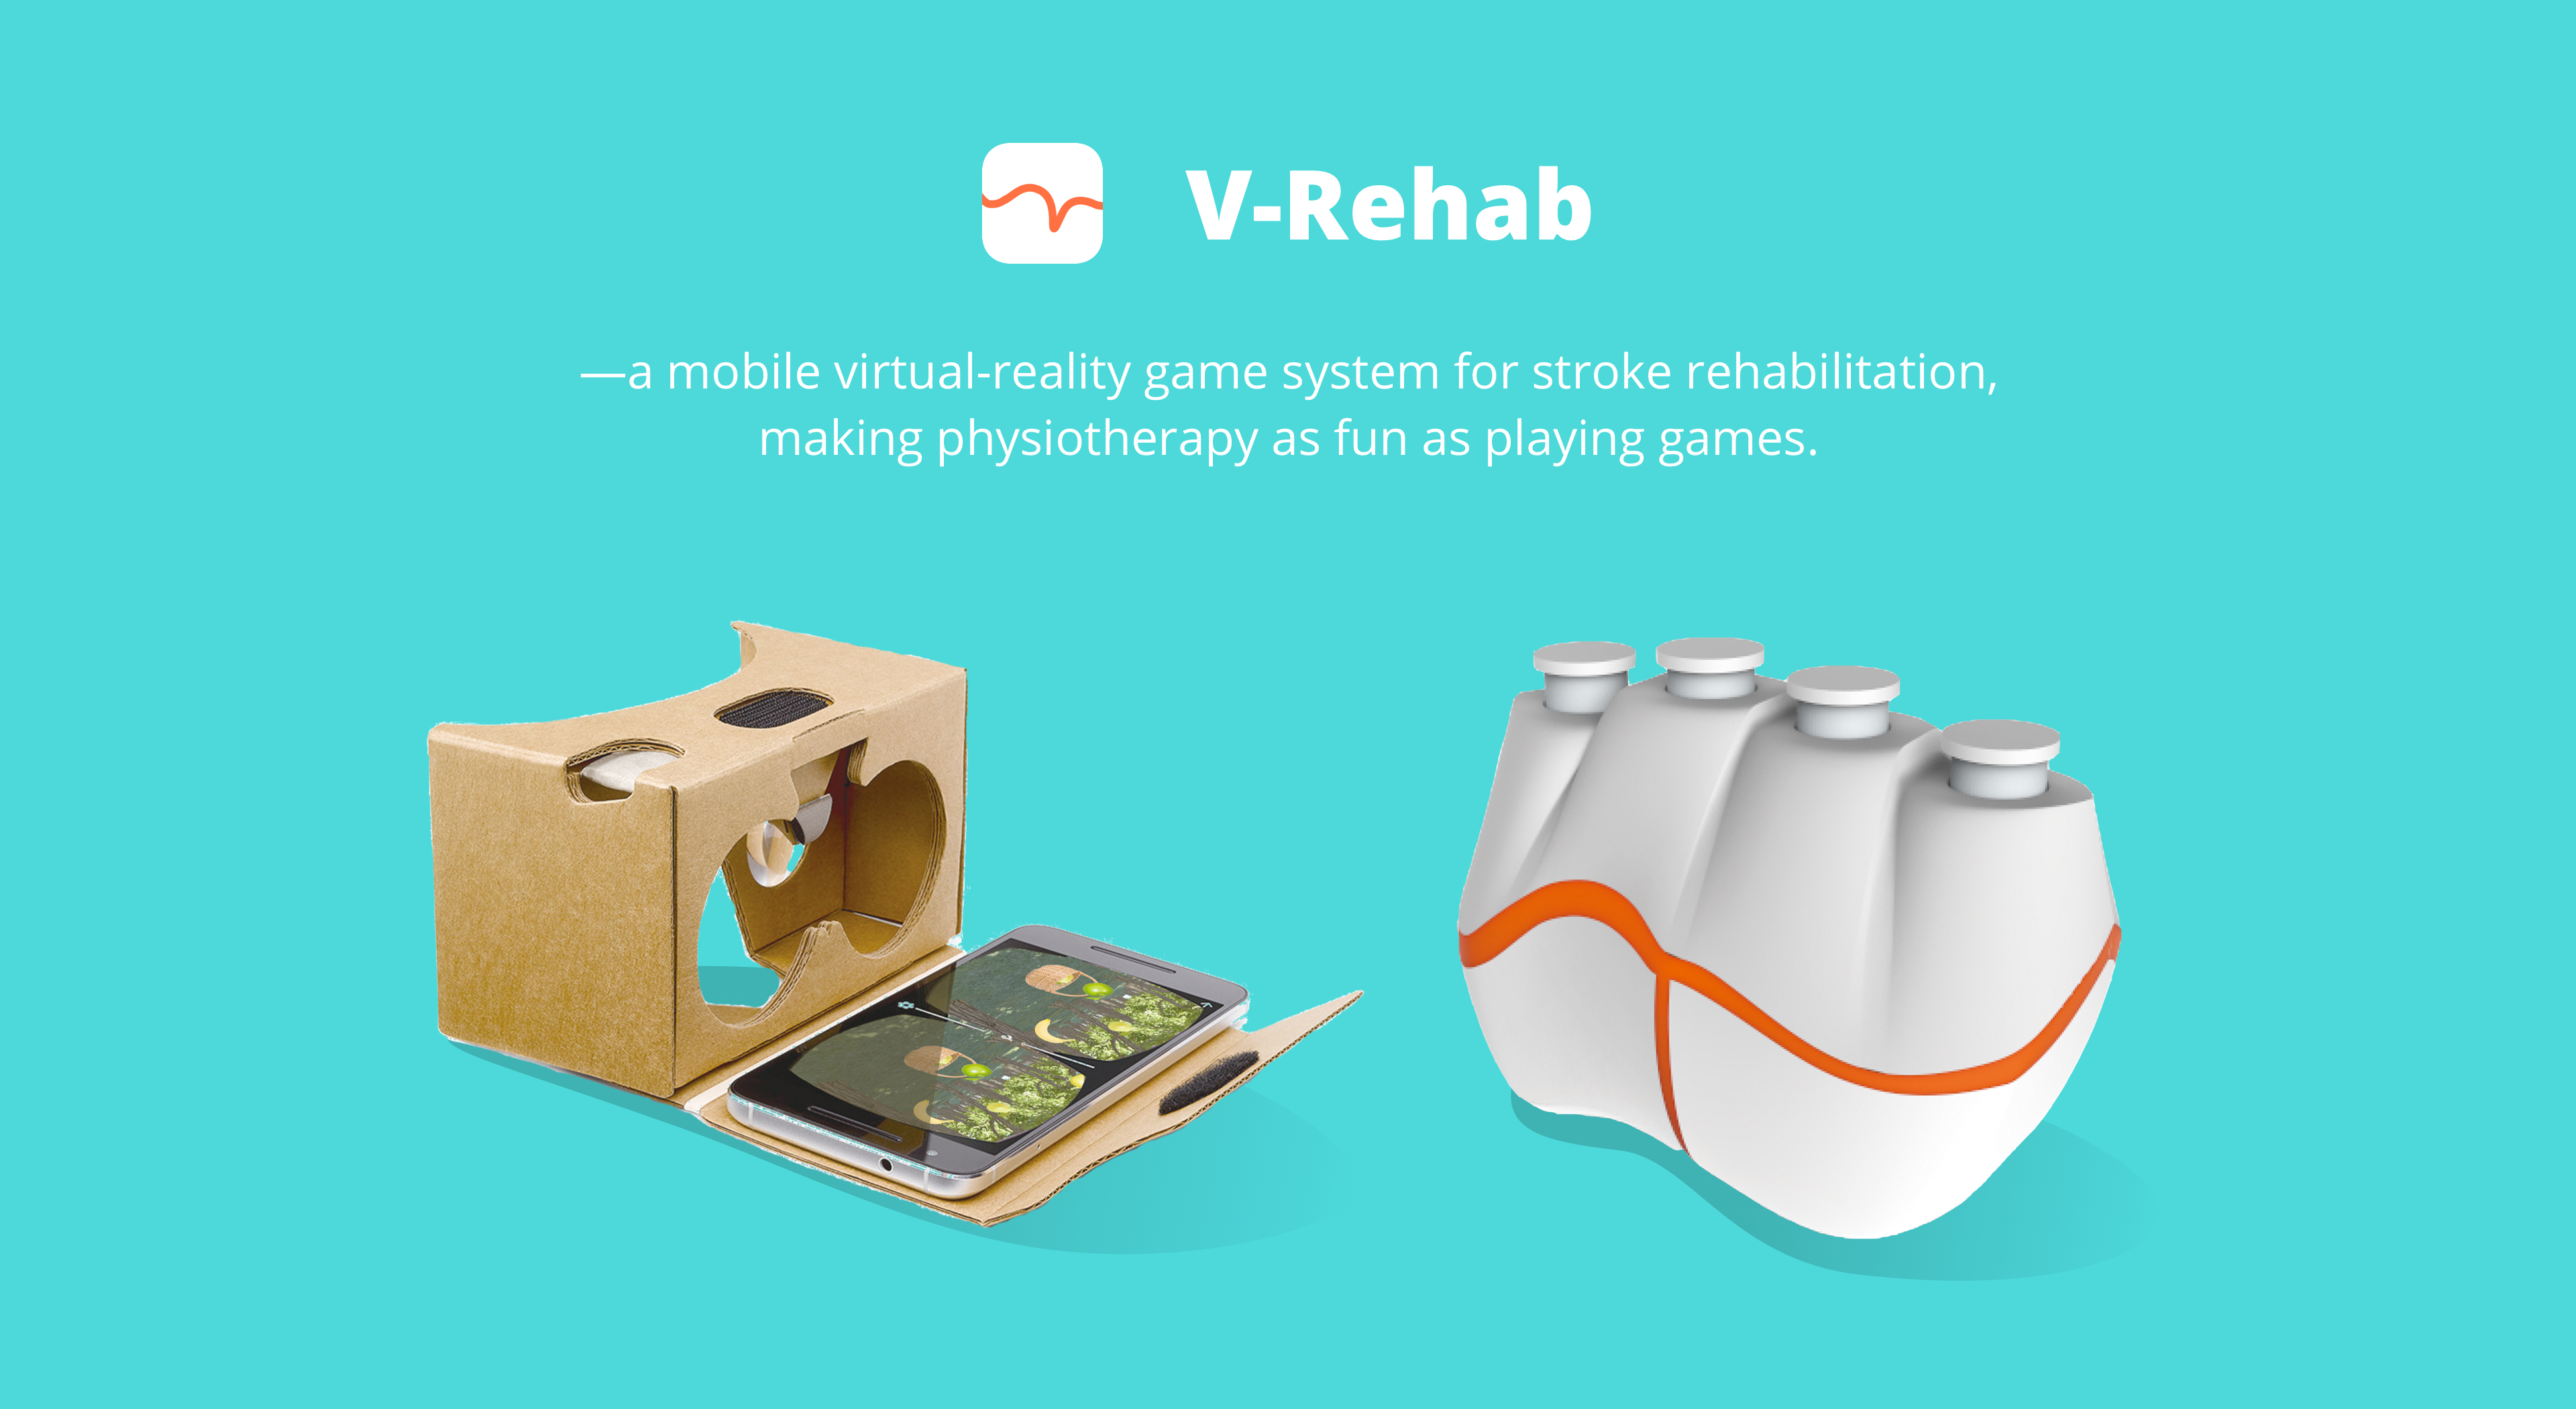 V-Rehab
—a mobile virtual-reality game system for stroke rehabilitation,
making physiotherapy as fun as playing games.